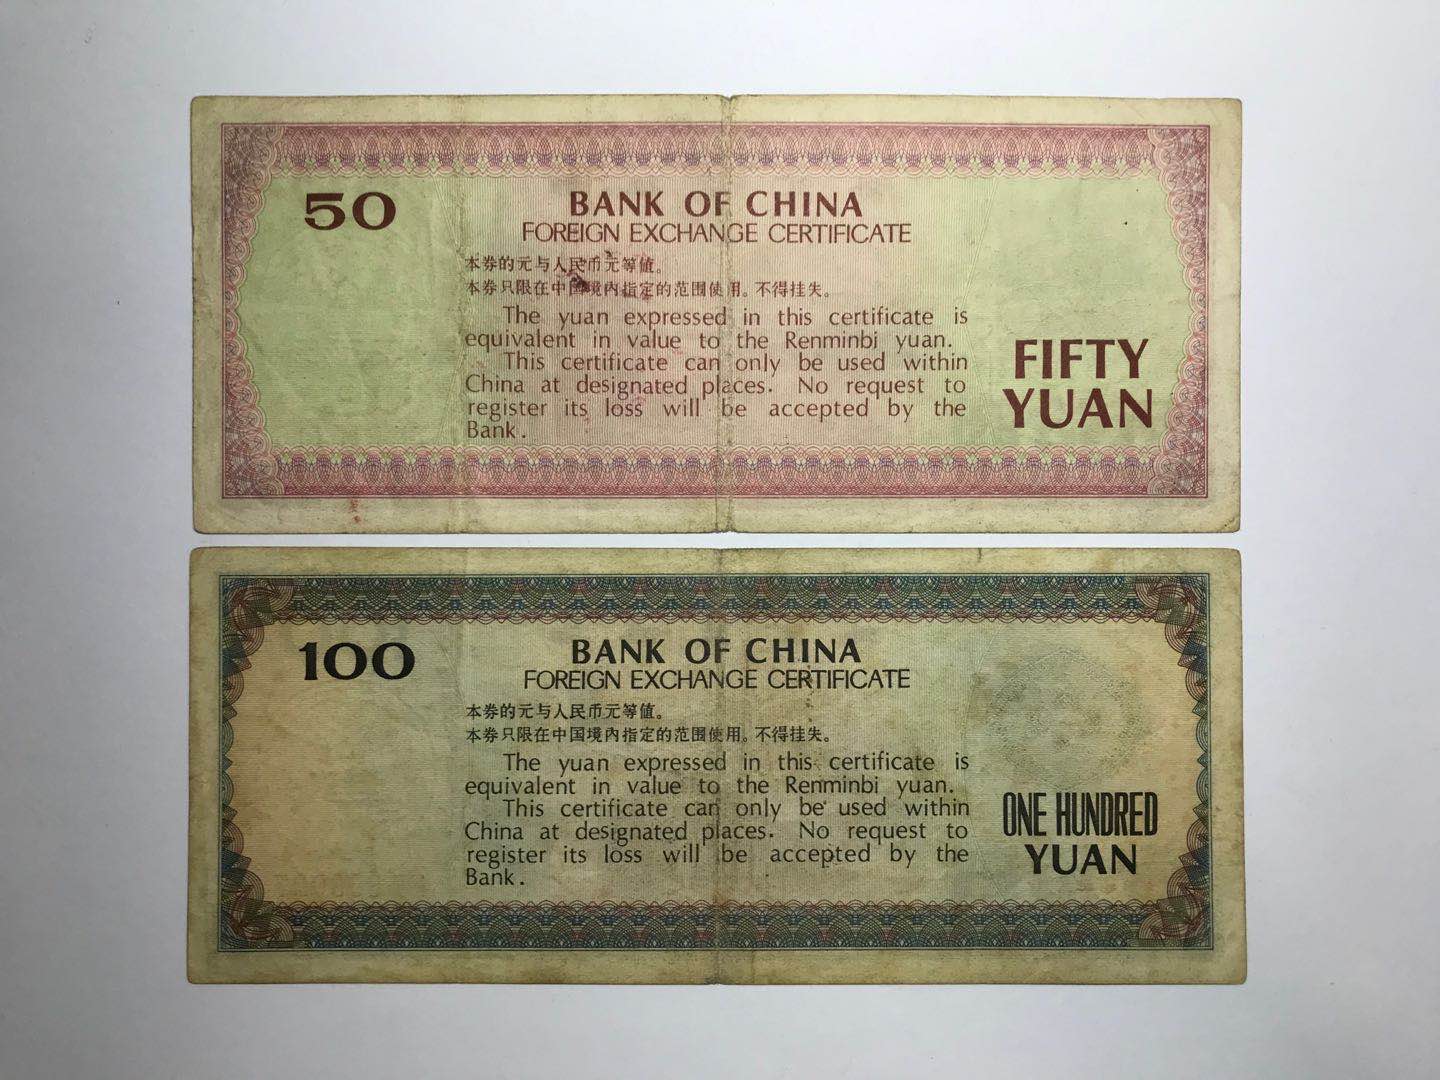 50
BANK OF CHINA
FOREIGN EXCHANGE CERTIFICATE
本券的元与人民币元等值。
本券只限在中国境内指定的范围使用。不得挂失。
The yuan expressed in this certificate is
equivalent in value to the Renminbi yuan.
This certificate can only be used within
China at designated places. No request to
register its loss will be accepted by the
Bank.
FIFTY
YUAN
100
BANK OF CHINA
FOREIGN EXCHANGE CERTIFICATE
本券的元与人民币元等值。
本券只限在中国境内指定的范围使用。不得挂失。
The yuan expressed in this certificate is
equivalent in value to the Renminbi yuan.
This certificate can only be used within
China at designated places. No request to
register its loss will be accepted by the
Bank.
ONE HUNDRED
YUAN